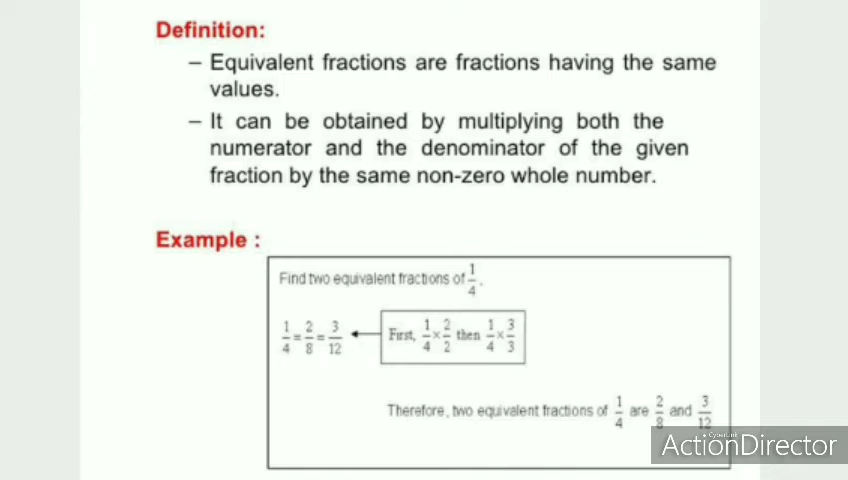 Definition:
– Equivalent fractions are fractions having the same
values.
– It can be obtained by multiplying both the
numerator and the denominator of the given
fraction by the same non-zero whole number.
Example :
Find two equivalent fractions of 1/4.
1/4 = 2/8 = 3/12
First, 1/4 × 2/2 then 1/4 × 3/3
Therefore, two equivalent fractions of 1/4 are 2/8 and 3/12
CyberLink
ActionDirector